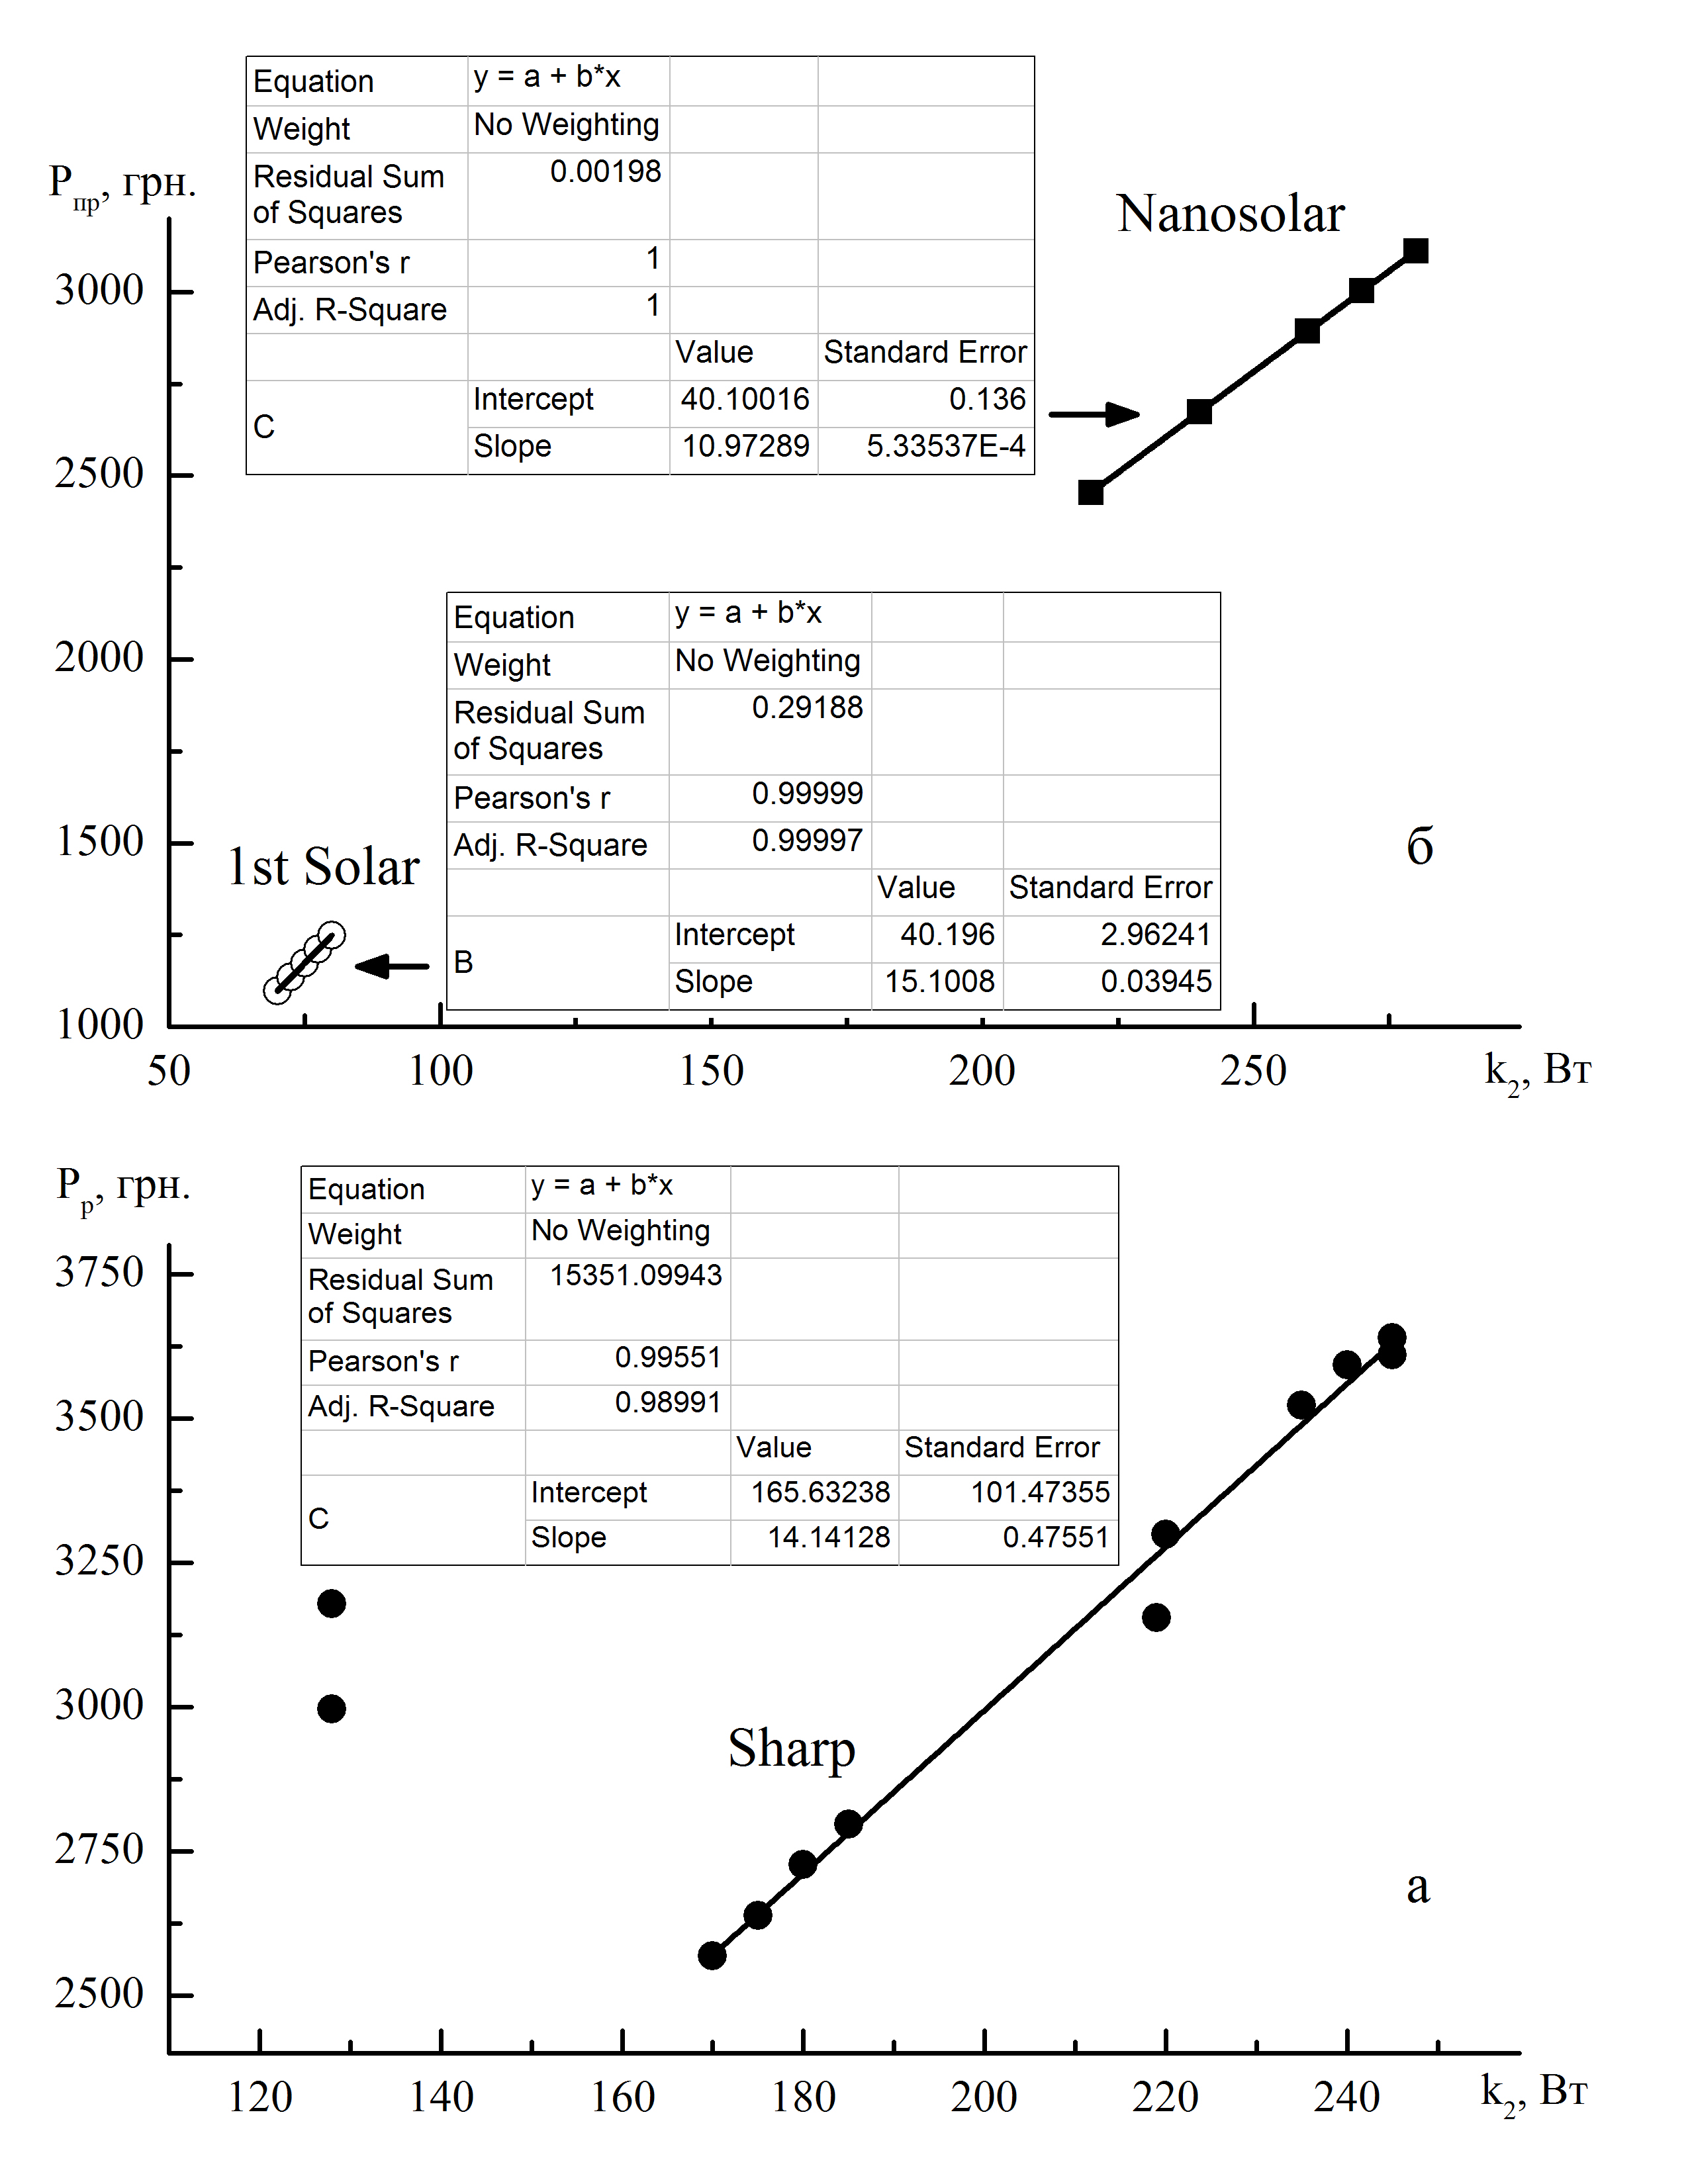 Equation y = a + b*x
Weight No Weighting
Residual Sum of Squares 0.00198
Pearson's r 1
Adj. R-Square 1
Value Standard Error
C Intercept 40.10016 0.136
Slope 10.97289 5.33537E-4
Pпр, грн.
Nanosolar
3000
2500
2000
1500
1000
Equation y = a + b*x
Weight No Weighting
Residual Sum of Squares 0.29188
Pearson's r 0.99999
Adj. R-Square 0.99997
Value Standard Error
B Intercept 40.196 2.96241
Slope 15.1008 0.03945
1st Solar
б
50 100 150 200 250 k2, Вт
Pр, грн.
Equation y = a + b*x
Weight No Weighting
Residual Sum of Squares 15351.09943
Pearson's r 0.99551
Adj. R-Square 0.98991
Value Standard Error
C Intercept 165.63238 101.47355
Slope 14.14128 0.47551
3750
3500
3250
3000
2750
2500
Sharp
а
120 140 160 180 200 220 240 k2, Вт